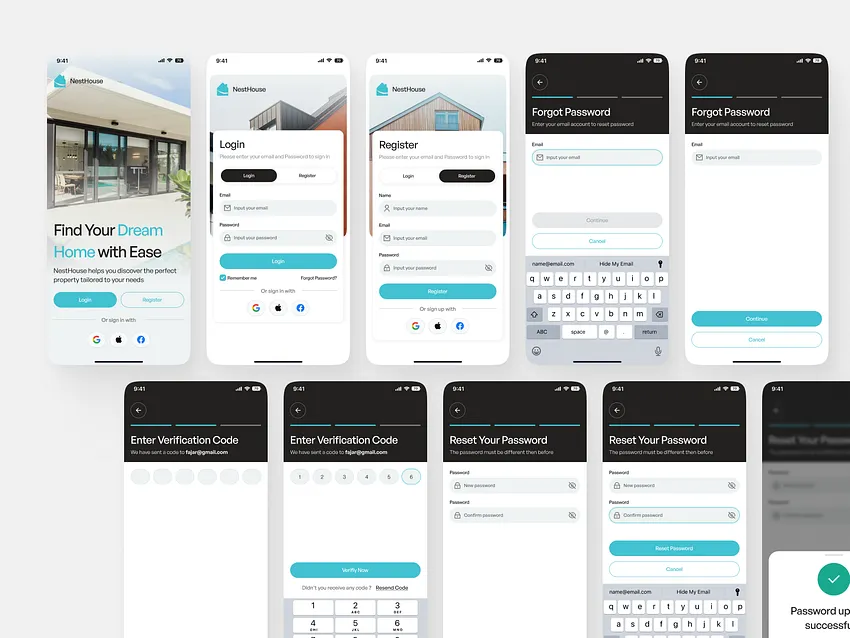 9:41
NestHouse
Find Your Dream
Home with Ease
NestHouse helps you discover the perfect
property tailored to your needs
Login
Register
Or sign in with
9:41
NestHouse
Login
Please enter your email and Password to sign in
Login
Register
Email
Input your email
Password
Input your password
Login
Remember me
Forgot Password?
Or sign in with
9:41
NestHouse
Register
Please enter your email and Password to sign in
Login
Register
Name
Input your name
Email
Input your email
Password
Input your password
Register
Or sign up with
9:41
Forgot Password
Enter your email account to reset password
Email
Input your email
Continue
Cancel
name@email.com
Hide My Email
q w e r t y u i o p
a s d f g h j k l
z x c v b n m
ABC space @ . return
9:41
Forgot Password
Enter your email account to reset password
Email
Input your email
Continue
Cancel
9:41
Enter Verification Code
We have sent a code to fajar@gmail.com
9:41
Enter Verification Code
We have sent a code to fajar@gmail.com
1 2 3 4 5 6
Verifiy Now
Didn't you receive any code ? Resend Code
1 2 3
ABC DEF
4 5 6
GHI JKL MNO
9:41
Reset Your Password
The password must be different then before
Password
New password
Password
Confirm password
9:41
Reset Your Password
The password must be different then before
Password
New password
Password
Confirm password
Reset Password
Cancel
name@email.com
Hide My Email
q w e r t y u i o p
a s d f g h j k l
9:41
Reset Your Passw
Password up
successfu